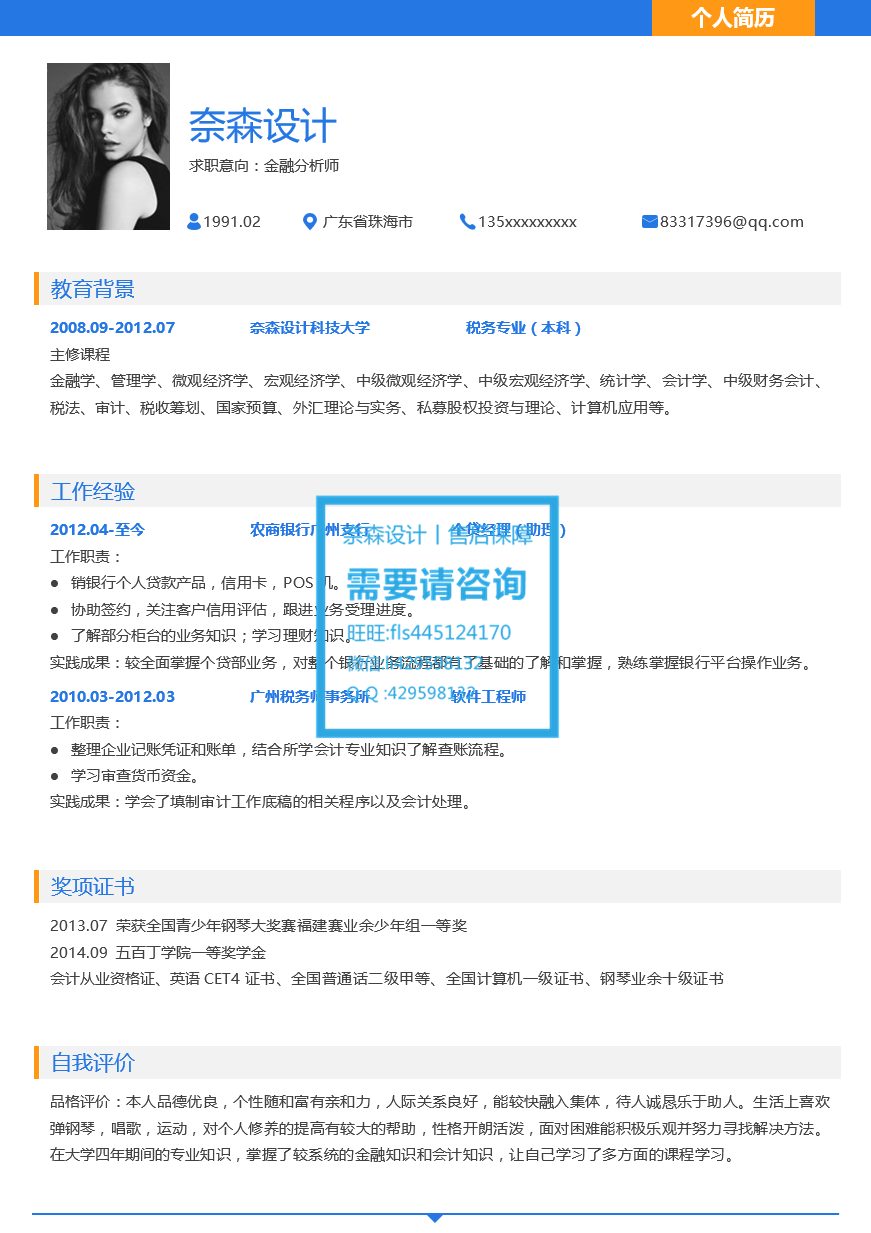 个人简历
奈森设计
求职意向：金融分析师
1991.02 广东省珠海市 135xxxxxxxxx 83317396@qq.com
教育背景
2008.09-2012.07 奈森设计科技大学 税务专业（本科）
主修课程
金融学、管理学、微观经济学、宏观经济学、中级微观经济学、中级宏观经济学、统计学、会计学、中级财务会计、
税法、审计、税收筹划、国家预算、外汇理论与实务、私募股权投资与理论、计算机应用等。
工作经验
2012.04-至今 农商银行广州支行 个贷经理（助理）
奈森设计丨售后保障
工作职责：
● 销银行个人贷款产品，信用卡，POS 机。
需要请咨询
● 协助签约，关注客户信用评估，跟进业务受理进度。
● 了解部分柜台的业务知识；学习理财知识。
旺旺:fls445124170
实践成果：较全面掌握个贷部业务，对整个银行业务流程都有了基础的了解和掌握，熟练掌握银行平台操作业务。
2010.03-2012.03 广州税务师事务所 软件工程师
Q Q :429598132
工作职责：
● 整理企业记账凭证和账单，结合所学会计专业知识了解查账流程。
● 学习审查货币资金。
实践成果：学会了填制审计工作底稿的相关程序以及会计处理。
奖项证书
2013.07 荣获全国青少年钢琴大奖赛福建赛业余少年组一等奖
2014.09 五百丁学院一等奖学金
会计从业资格证、英语 CET4 证书、全国普通话二级甲等、全国计算机一级证书、钢琴业余十级证书
自我评价
品格评价：本人品德优良，个性随和富有亲和力，人际关系良好，能较快融入集体，待人诚恳乐于助人。生活上喜欢
弹钢琴，唱歌，运动，对个人修养的提高有较大的帮助，性格开朗活泼，面对困难能积极乐观并努力寻找解决方法。
在大学四年期间的专业知识，掌握了较系统的金融知识和会计知识，让自己学习了多方面的课程学习。